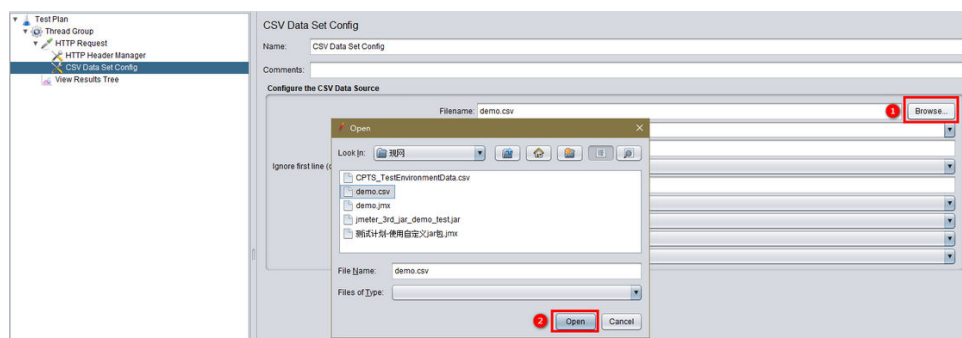 Test Plan
Thread Group
HTTP Request
HTTP Header Manager
CSV Data Set Config
View Results Tree
CSV Data Set Config
Name: CSV Data Set Config
Comments:
Configure the CSV Data Source
Filename: demo.csv
1 Browse...
Open
Look In: 现网
Ignore first line (
CPTS_TestEnvironmentData.csv
demo.csv
demo.jmx
jmeter_3rd_jar_demo_test.jar
测试计划-使用自定义jar包.jmx
File Name: demo.csv
Files of Type:
2 Open Cancel